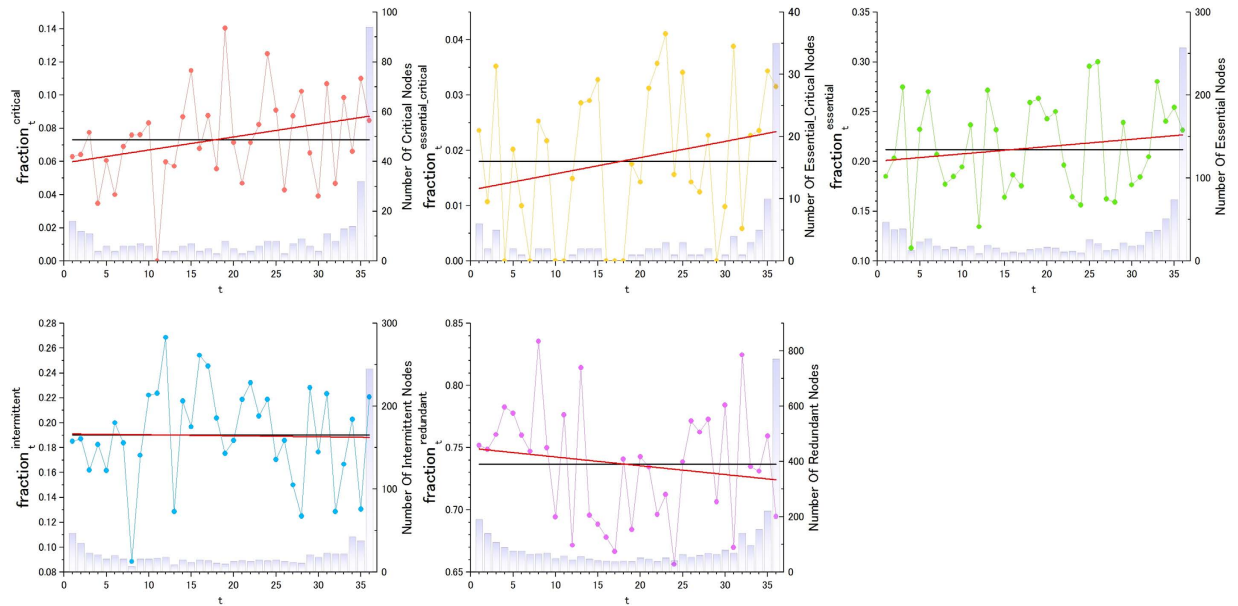 fraction t critical
0.14
0.12
0.10
0.08
0.06
0.04
0.02
0.00
0 5 10 15 20 25 30 35
t
100
80
60
40
20
0
Number Of Critical Nodes
fraction t essential_critical
0.04
0.03
0.02
0.01
0.00
0 5 10 15 20 25 30 35
t
40
30
20
10
0
Number Of Essential_Critical Nodes
fraction t essential
0.35
0.30
0.25
0.20
0.15
0.10
0 5 10 15 20 25 30 35
t
300
200
100
0
Number Of Essential Nodes
fraction t intermittent
0.28
0.26
0.24
0.22
0.20
0.18
0.16
0.14
0.12
0.10
0.08
0 5 10 15 20 25 30 35
t
300
200
100
0
Number Of Intermittent Nodes
fraction t redundant
0.85
0.80
0.75
0.70
0.65
0 5 10 15 20 25 30 35
t
800
600
400
200
0
Number Of Redundant Nodes